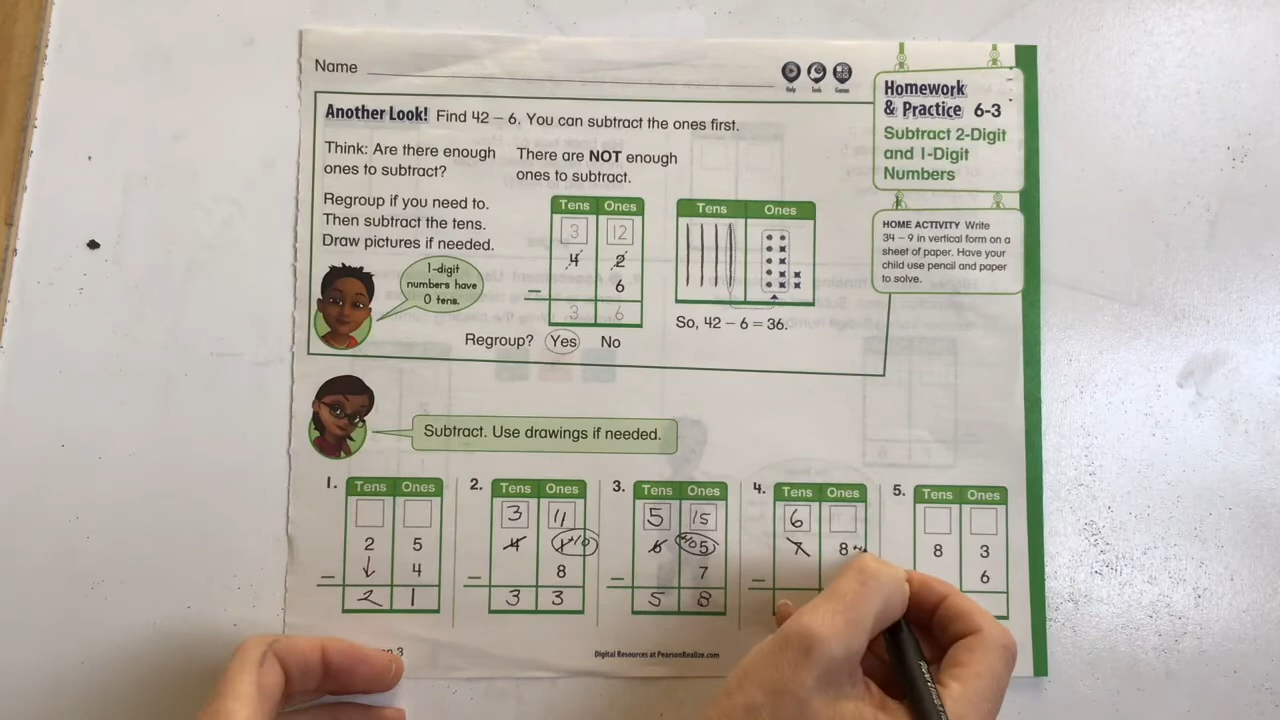 Name
Help Tools Games
Homework
& Practice 6-3
Subtract 2-Digit
and 1-Digit
Numbers
Another Look! Find 42 – 6. You can subtract the ones first.
Think: Are there enough
ones to subtract?
There are NOT enough
ones to subtract.
Regroup if you need to.
Then subtract the tens.
Draw pictures if needed.
1-digit
numbers have
0 tens.
Tens Ones
3 12
4 2
– 6
3 6
Regroup? Yes No
Tens Ones
So, 42 – 6 = 36.
HOME ACTIVITY Write
34 – 9 in vertical form on a
sheet of paper. Have your
child use pencil and paper
to solve.
Subtract. Use drawings if needed.
1.
Tens Ones
2 5
– ↓ 4
2 1
2.
Tens Ones
3 11
4 1+10
– 8
3 3
3.
Tens Ones
5 15
6 +10 5
– 7
5 8
4.
Tens Ones
6
7 8
–
5.
Tens Ones
8 3
6
Digital Resources at PearsonRealize.com